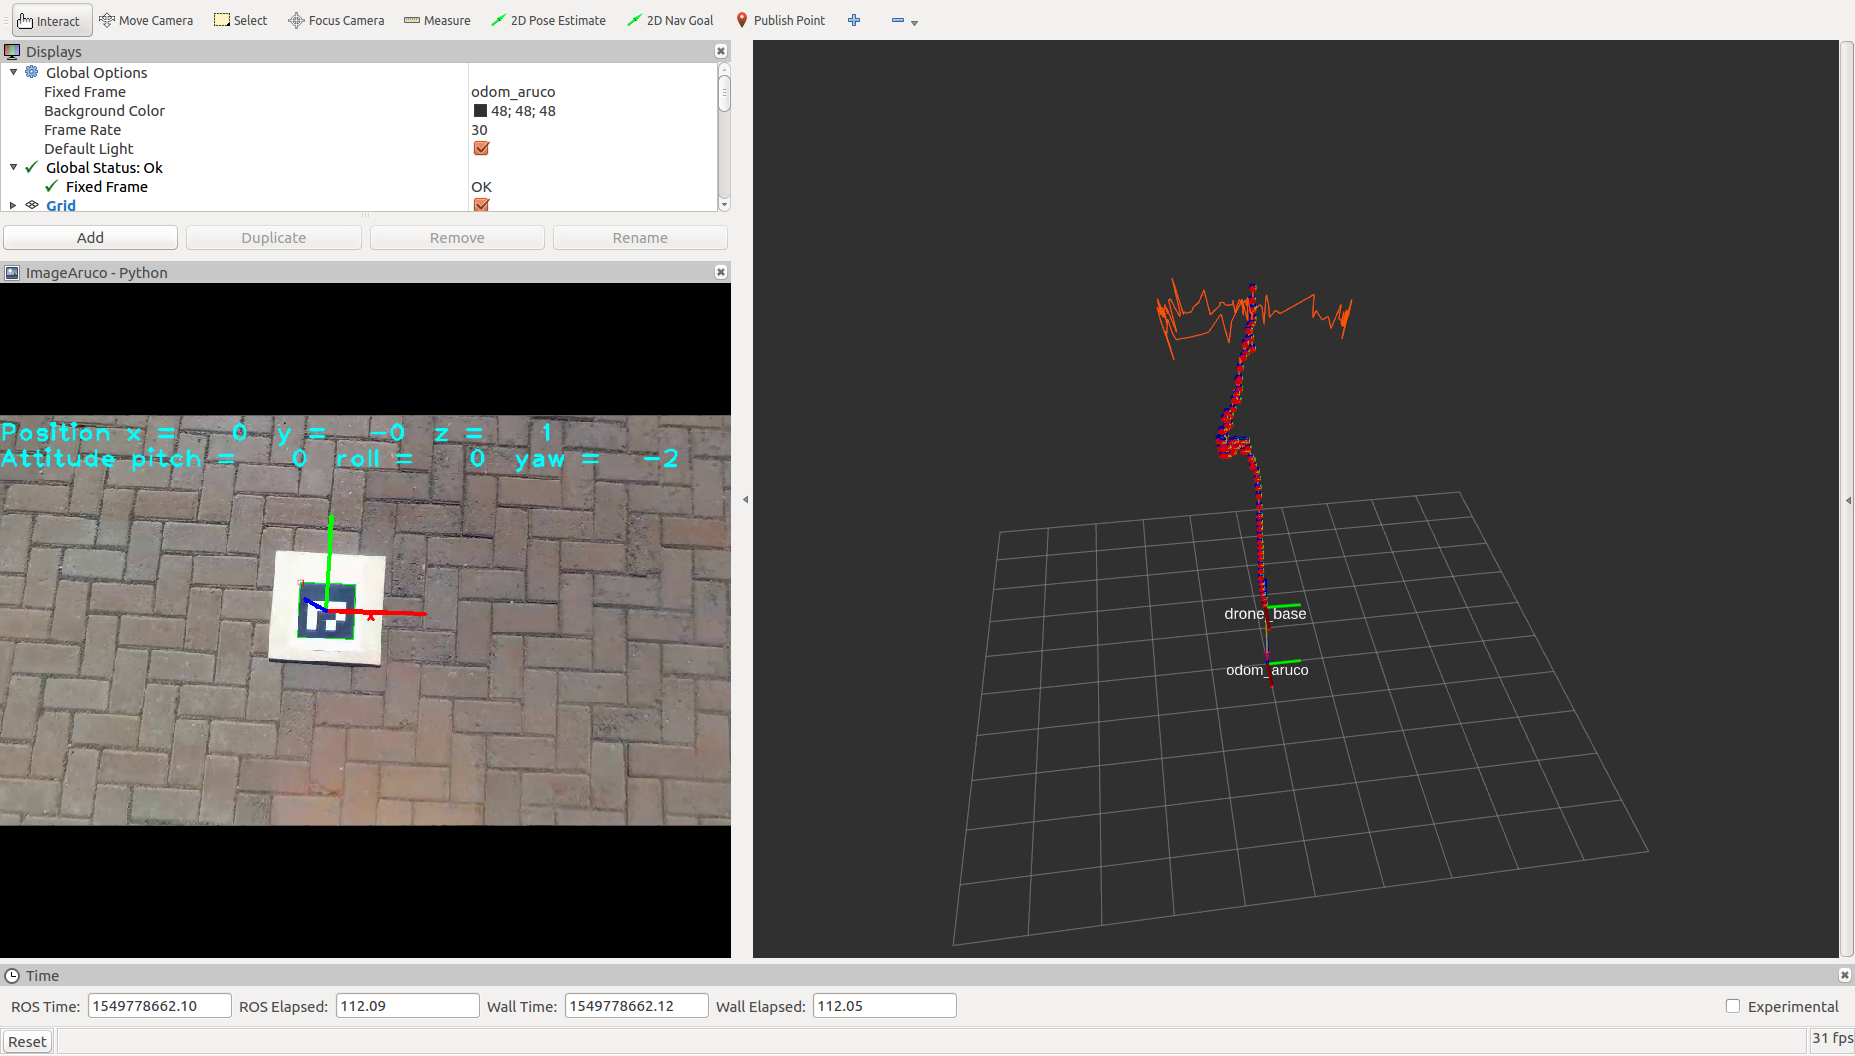 Interact Move Camera Select Focus Camera Measure 2D Pose Estimate 2D Nav Goal Publish Point
Displays
Global Options
Fixed Frame odom_aruco
Background Color 48; 48; 48
Frame Rate 30
Default Light
Global Status: Ok
Fixed Frame OK
Grid
Add Duplicate Remove Rename
ImageAruco - Python
Position x = 0 y = -0 z = 1
Attitude pitch = 0 roll = 0 yaw = -2
drone_base
odom_aruco
Time
ROS Time: 1549778662.10 ROS Elapsed: 112.09 Wall Time: 1549778662.12 Wall Elapsed: 112.05 Experimental
Reset 31 fps